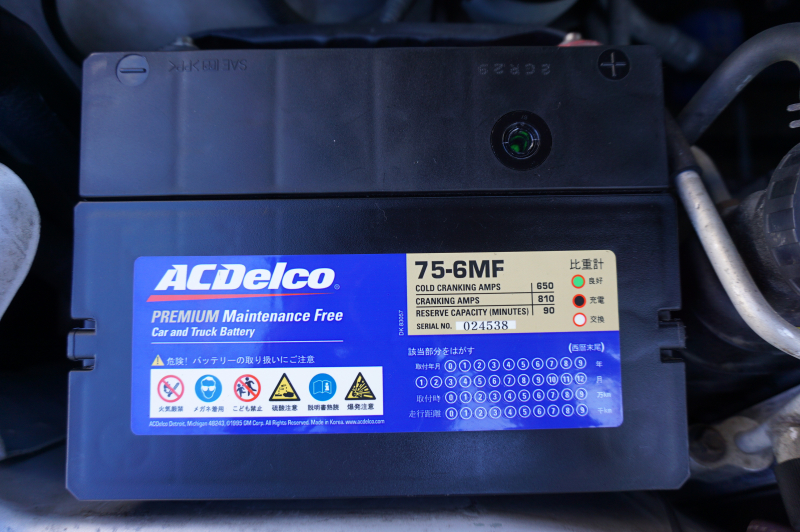 ACDelco
PREMIUM Maintenance Free
Car and Truck Battery
75-6MF
COLD CRANKING AMPS 650
CRANKING AMPS 810
RESERVE CAPACITY (MINUTES) 90
SERIAL NO. 024538
比重計
良好
充電
交換
DK 83057
危険! バッテリーの取り扱いにご注意
火気厳禁 メガネ着用 こども禁止 硫酸注意 説明書熟読 爆発注意
ACDelco Detroit, Michigan 48243, ©1995 GM Corp. All Rights Reserved. Made in Korea. www.acdelco.com
該当部分をはがす (西暦末尾)
取付年月 0 1 2 3 4 5 6 7 8 9 年
1 2 3 4 5 6 7 8 9 10 11 12 月
取付時 0 1 2 3 4 5 6 7 8 9 万km
走行距離 0 1 2 3 4 5 6 7 8 9 千km